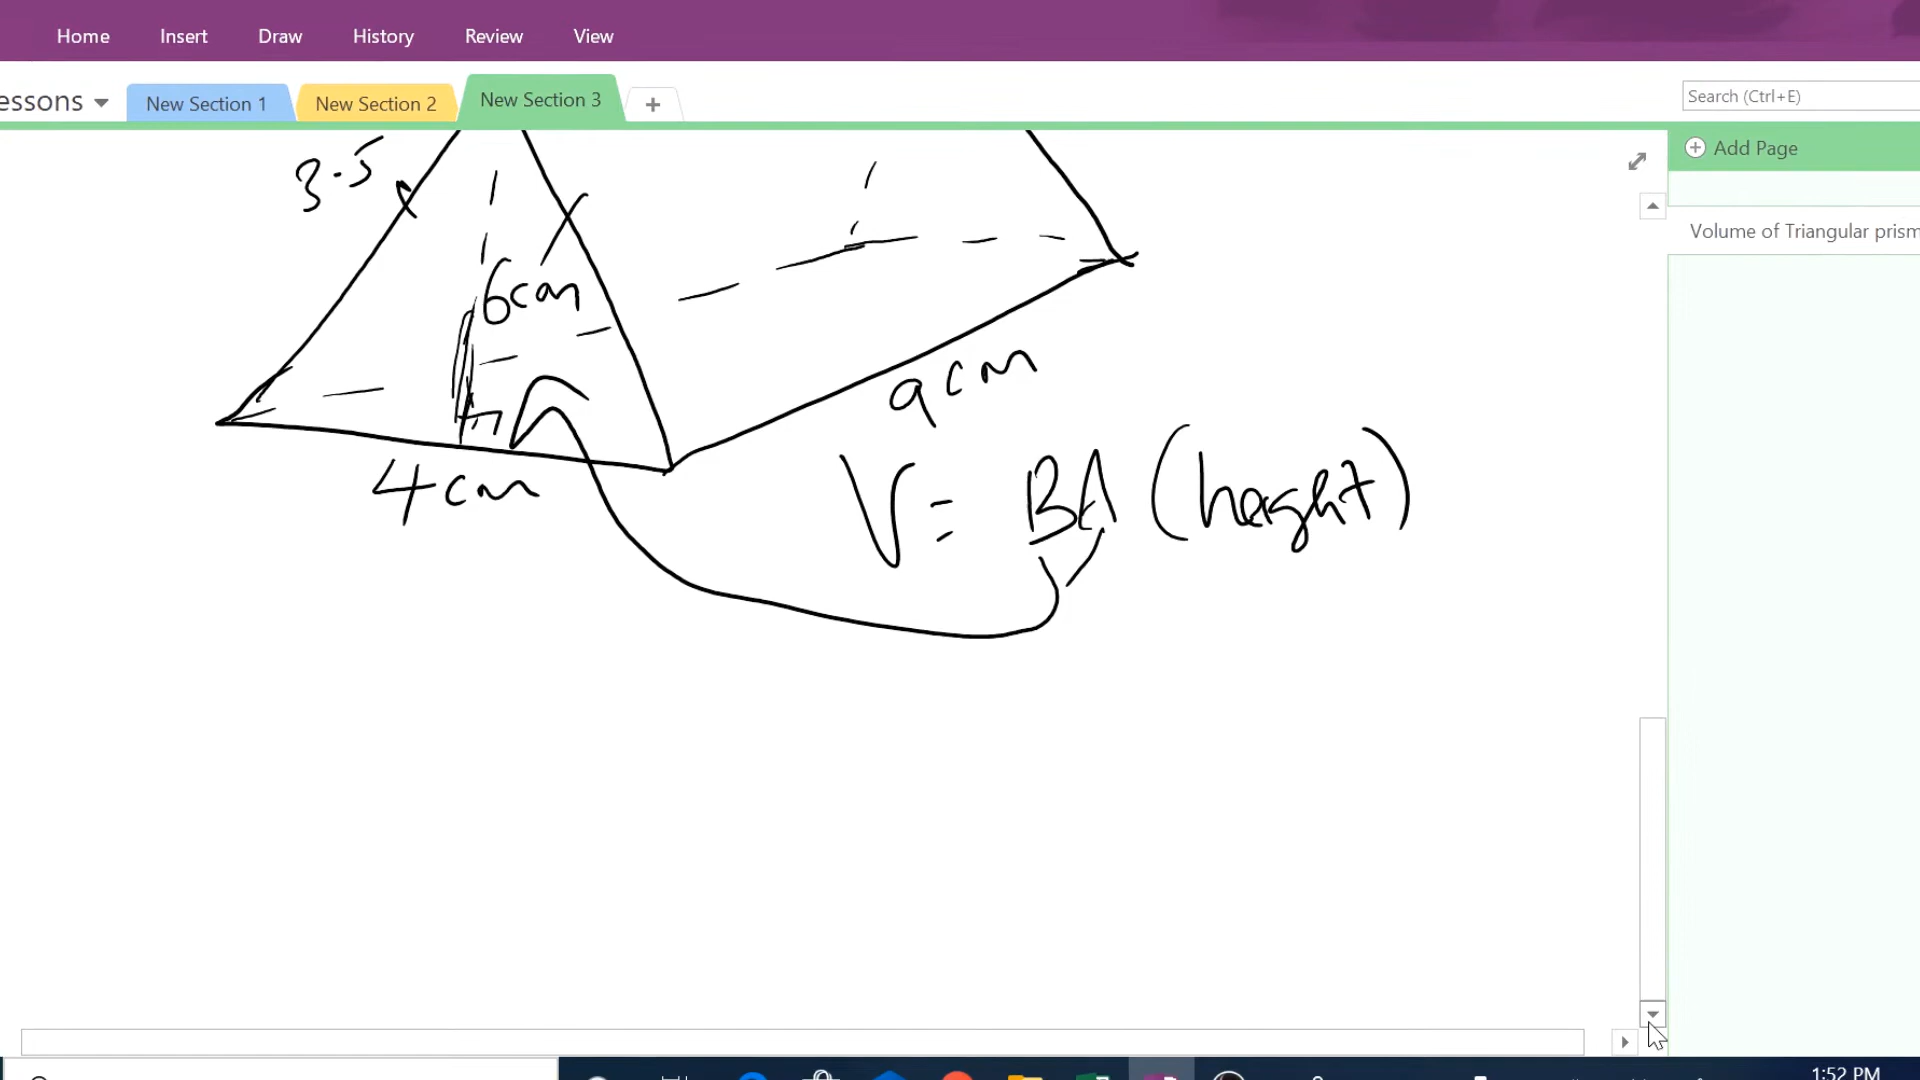 Home Insert Draw History Review View
essons New Section 1 New Section 2 New Section 3 +
Search (Ctrl+E)
Add Page
Volume of Triangular prism
3.5
6cm
9cm
4cm
V = BA (height)
1:52 PM